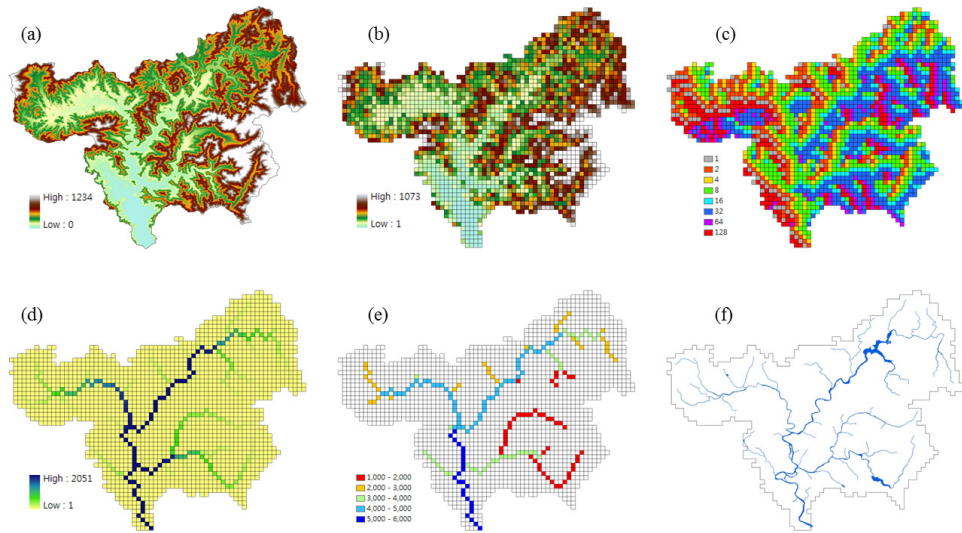 (a)
High : 1234
Low : 0
(b)
High : 1073
Low : 1
(c)
1
2
4
8
16
32
64
128
(d)
High : 2051
Low : 1
(e)
1,000 - 2,000
2,000 - 3,000
3,000 - 4,000
4,000 - 5,000
5,000 - 6,000
(f)